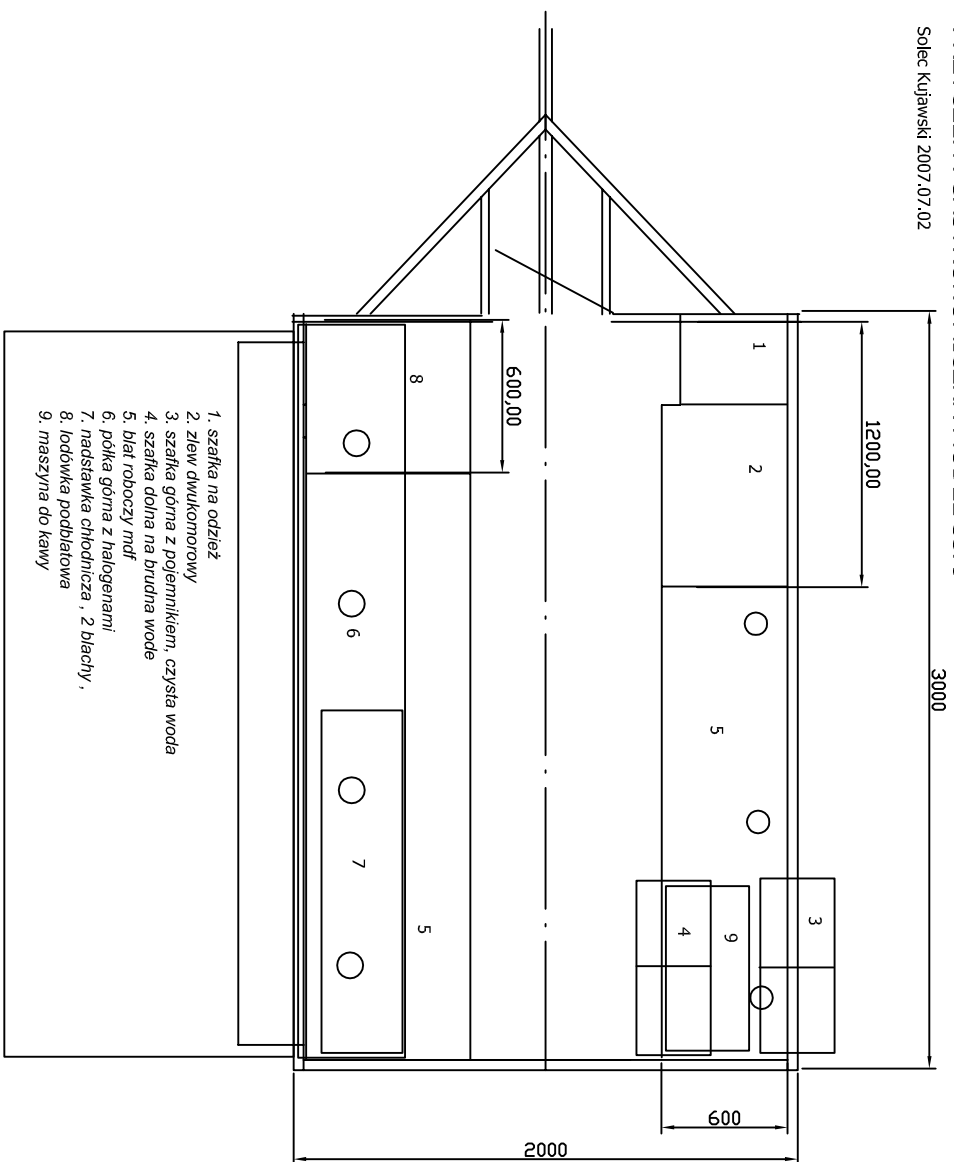 Solec Kujawski 2007.07.02
3000
1200,00
600,00
600
2000
1
2
3
4
5
9
8
6
7
5
1. szafka na odzież
2. zlew dwukomorowy
3. szafka górna z pojemnikiem, czysta woda
4. szafka dolna na brudna wode
5. blat roboczy mdf
6. półka górna z halogenami
7. nadstawka chłodnicza , 2 blachy ,
8. lodówka podblatowa
9. maszyna do kawy